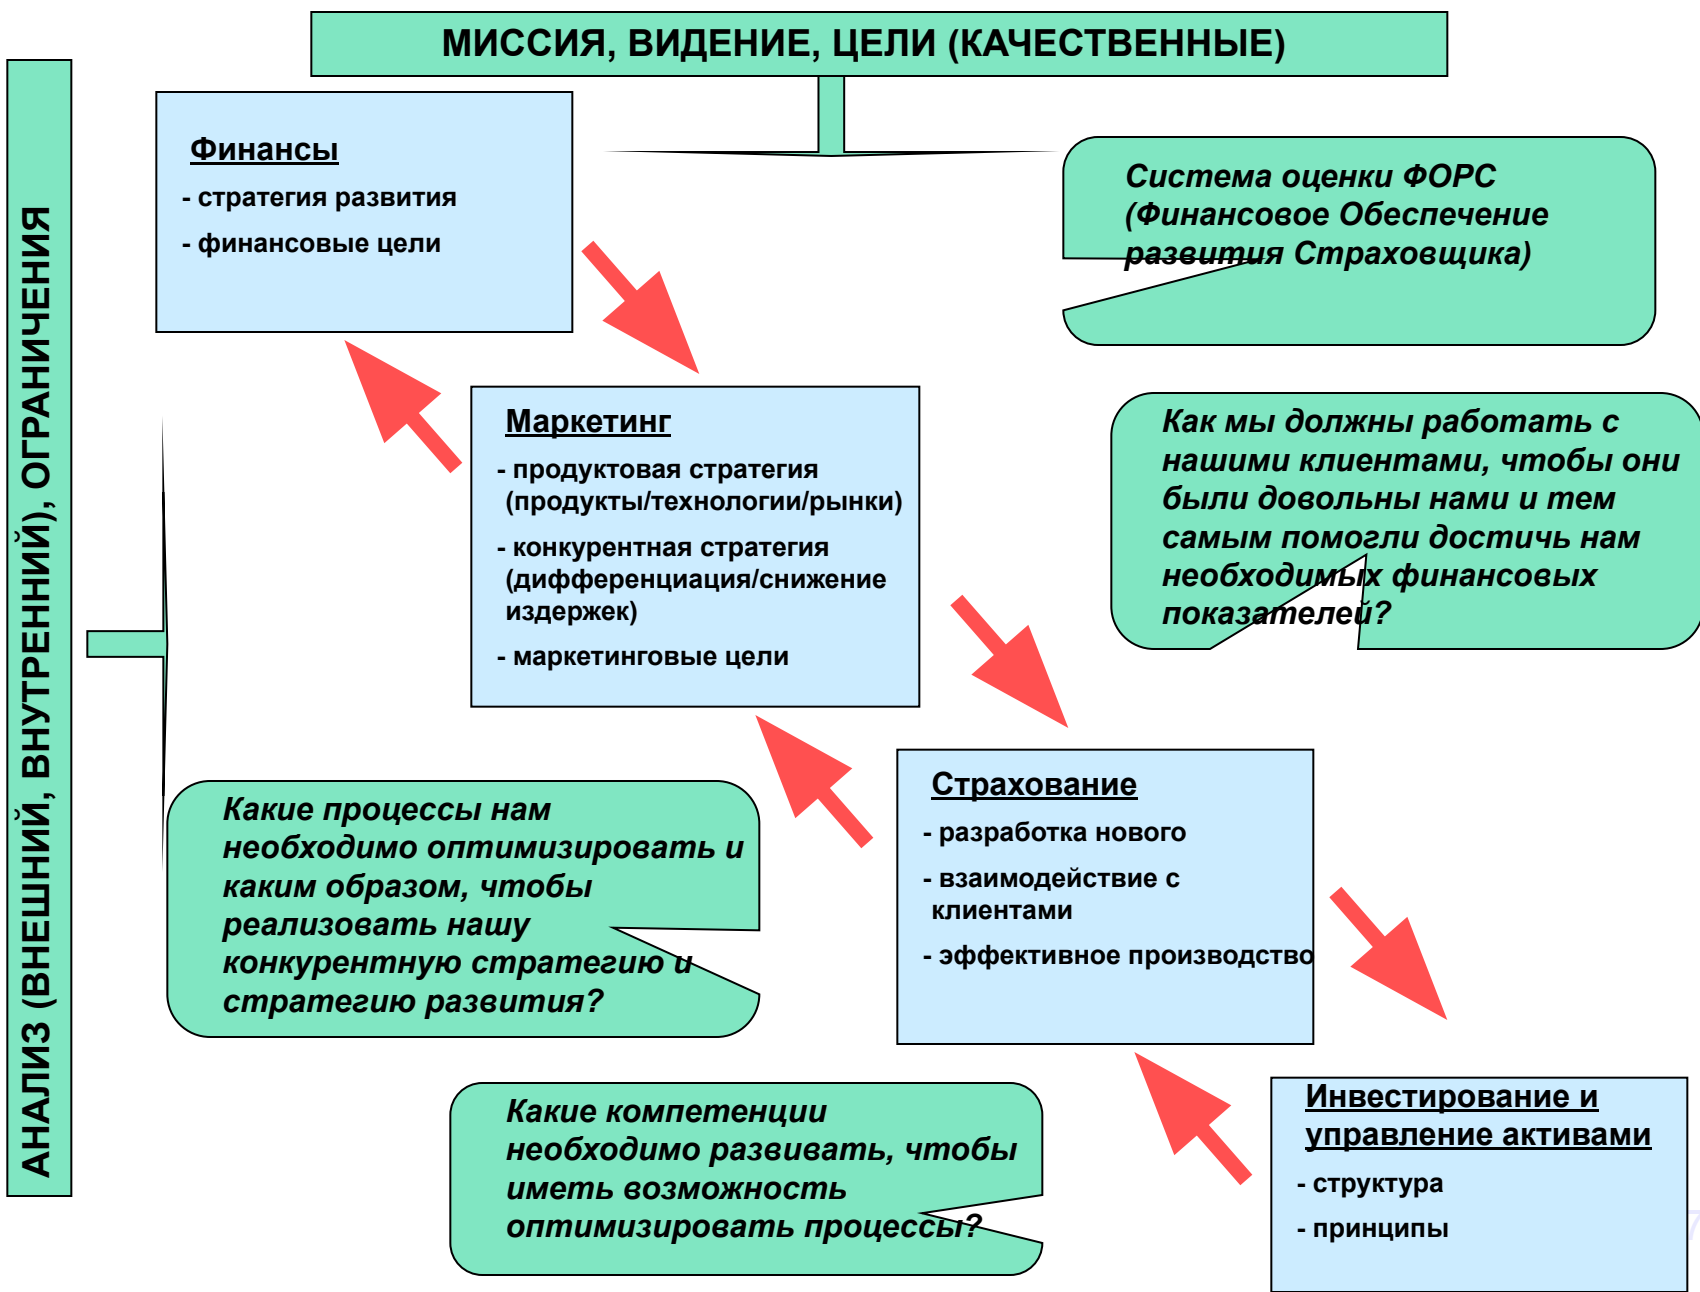 МИССИЯ, ВИДЕНИЕ, ЦЕЛИ (КАЧЕСТВЕННЫЕ)
АНАЛИЗ (ВНЕШНИЙ, ВНУТРЕННИЙ), ОГРАНИЧЕНИЯ
Финансы
- стратегия развития
- финансовые цели
Система оценки ФОРС
(Финансовое Обеспечение
развития Страховщика)
Маркетинг
- продуктовая стратегия
(продукты/технологии/рынки)
- конкурентная стратегия
(дифференциация/снижение
издержек)
- маркетинговые цели
Как мы должны работать с
нашими клиентами, чтобы они
были довольны нами и тем
самым помогли достичь нам
необходимых финансовых
показателей?
Страхование
- разработка нового
- взаимодействие с
клиентами
- эффективное производство
Какие процессы нам
необходимо оптимизировать и
каким образом, чтобы
реализовать нашу
конкурентную стратегию и
стратегию развития?
Какие компетенции
необходимо развивать, чтобы
иметь возможность
оптимизировать процессы?
Инвестирование и
управление активами
- структура
- принципы
7